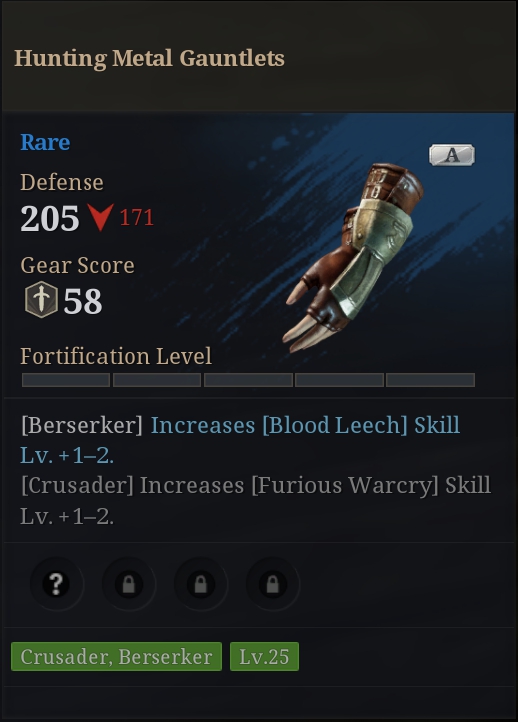 Hunting Metal Gauntlets
Rare
A
Defense
205 171
Gear Score
58
Fortification Level
[Berserker] Increases [Blood Leech] Skill
Lv. +1–2.
[Crusader] Increases [Furious Warcry] Skill
Lv. +1–2.
?
Crusader, Berserker Lv.25